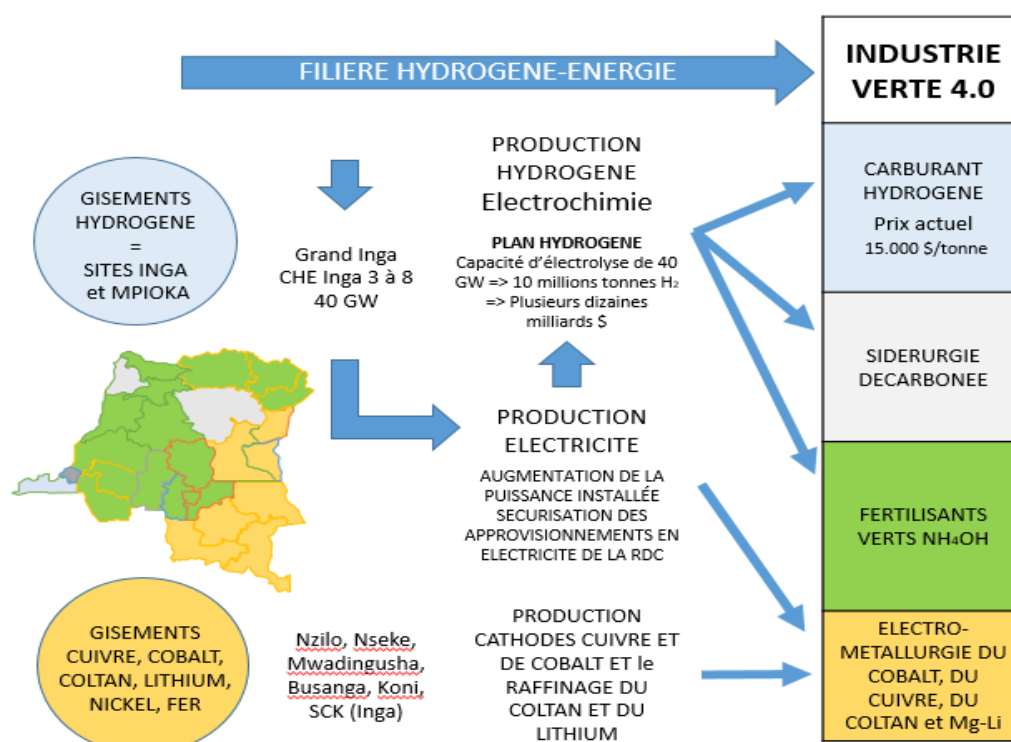 FILIERE HYDROGENE-ENERGIE
INDUSTRIE
VERTE 4.0
GISEMENTS
HYDROGENE
=
SITES INGA
et MPIOKA
Grand Inga
CHE Inga 3 à 8
40 GW
PRODUCTION
HYDROGENE
Electrochimie
PLAN HYDROGENE
Capacité d’électrolyse de 40
GW => 10 millions tonnes H₂
=> Plusieurs dizaines
milliards $
CARBURANT
HYDROGENE
Prix actuel
15.000 $/tonne
SIDERURGIE
DECARBONEE
PRODUCTION
ELECTRICITE
AUGMENTATION DE LA
PUISSANCE INSTALLÉE
SECURISATION DES
APPROVISIONNEMENTS EN
ELECTRICITE DE LA RDC
FERTILISANTS
VERTS NH₄OH
GISEMENTS
CUIVRE, COBALT,
COLTAN, LITHIUM,
NICKEL, FER
Nzilo, Nseke,
Mwadingusha,
Busanga, Koni,
SCK (Inga)
PRODUCTION
CATHODES CUIVRE ET
DE COBALT ET le
RAFFINAGE DU
COLTAN ET DU
LITHIUM
ELECTRO-
METALLURGIE DU
COBALT, DU
CUIVRE, DU
COLTAN et Mg-Li